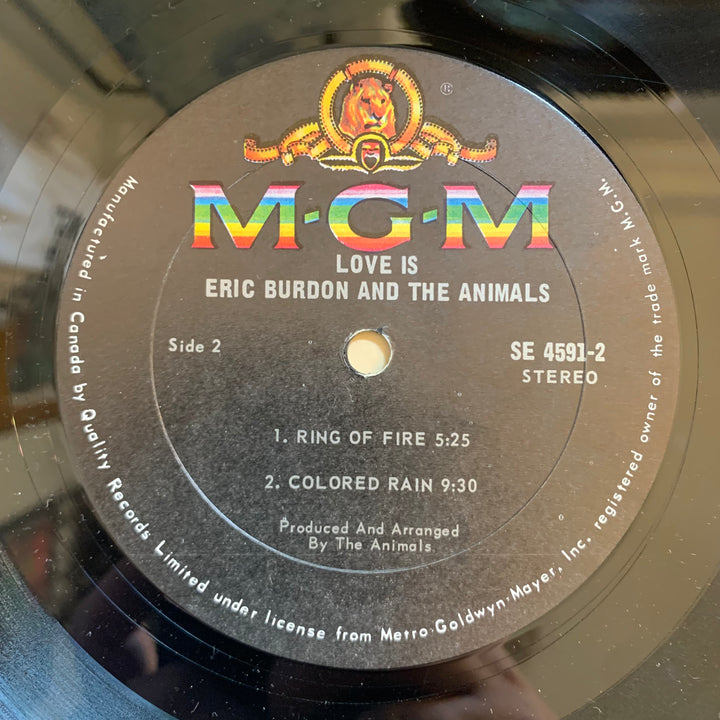 ®
M·G·M
LOVE IS
ERIC BURDON AND THE ANIMALS
Side 2
SE 4591-2
STEREO
1. RING OF FIRE 5:25
2. COLORED RAIN 9:30
Produced And Arranged
By The Animals
Manufactured in Canada by Quality Records Limited under license from Metro-Goldwyn-Mayer, Inc. registered owner of the trade mark M.G.M.